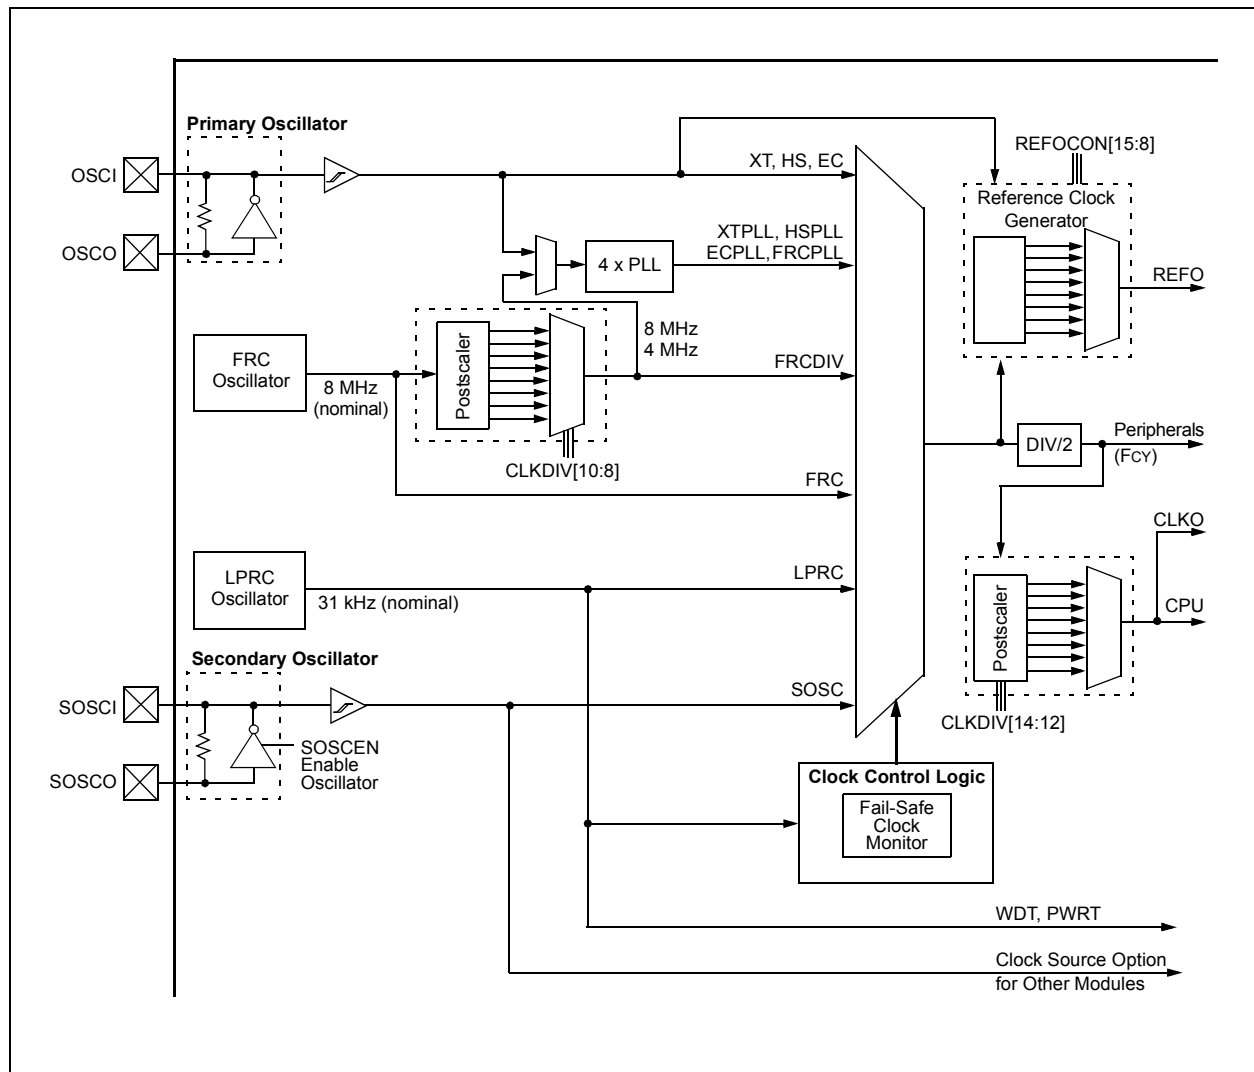 Primary Oscillator
OSCI
OSCO
XT, HS, EC
REFOCON[15:8]
Reference Clock
Generator
REFO
XTPLL, HSPLL
ECPLL,FRCPLL
4 x PLL
8 MHz
4 MHz
FRC
Oscillator
8 MHz
(nominal)
Postscaler
CLKDIV[10:8]
FRCDIV
FRC
DIV/2
Peripherals
(FCY)
CLKO
CPU
Postscaler
CLKDIV[14:12]
LPRC
Oscillator
31 kHz (nominal)
LPRC
Secondary Oscillator
SOSCI
SOSCO
SOSCEN
Enable
Oscillator
SOSC
Clock Control Logic
Fail-Safe
Clock
Monitor
WDT, PWRT
Clock Source Option
for Other Modules